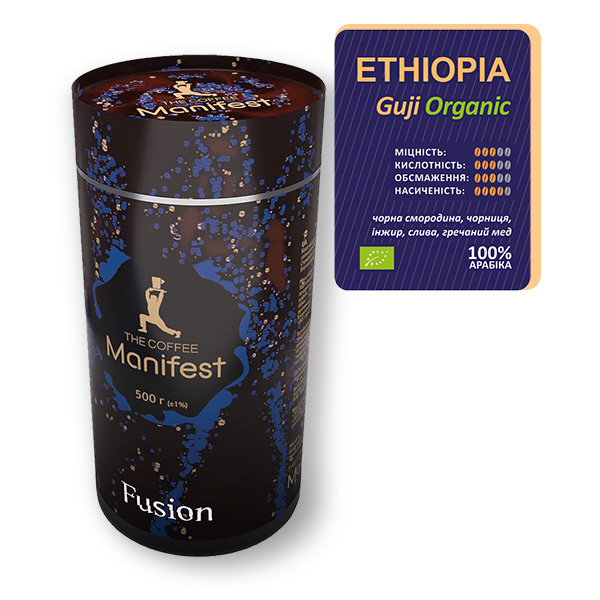 THE COFFEE
Manifest
THE COFFEE
Manifest
500 г (±1%)
Fusion
ETHIOPIA
Guji Organic
МІЦНІСТЬ:
КИСЛОТНІСТЬ:
ОБСМАЖЕННЯ:
НАСИЧЕНІСТЬ:
чорна смородина, чорниця,
інжир, слива, гречаний мед
100%
АРАБІКА